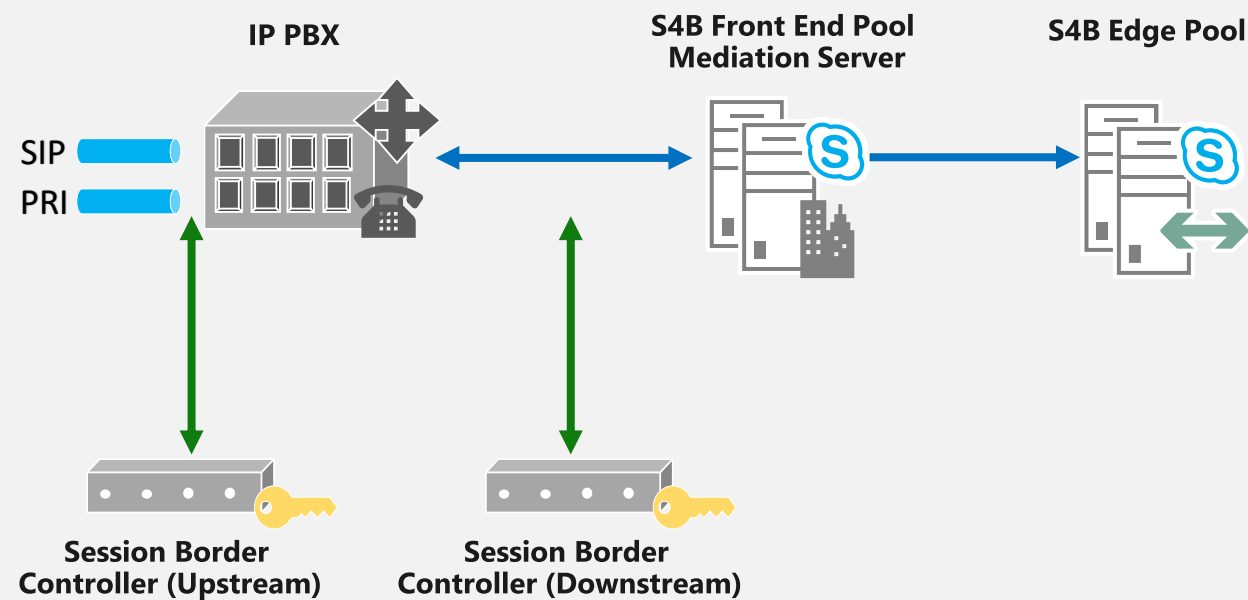 IP PBX
S4B Front End Pool
Mediation Server
S4B Edge Pool
SIP
PRI
S
S
Session Border
Controller (Upstream)
Session Border
Controller (Downstream)